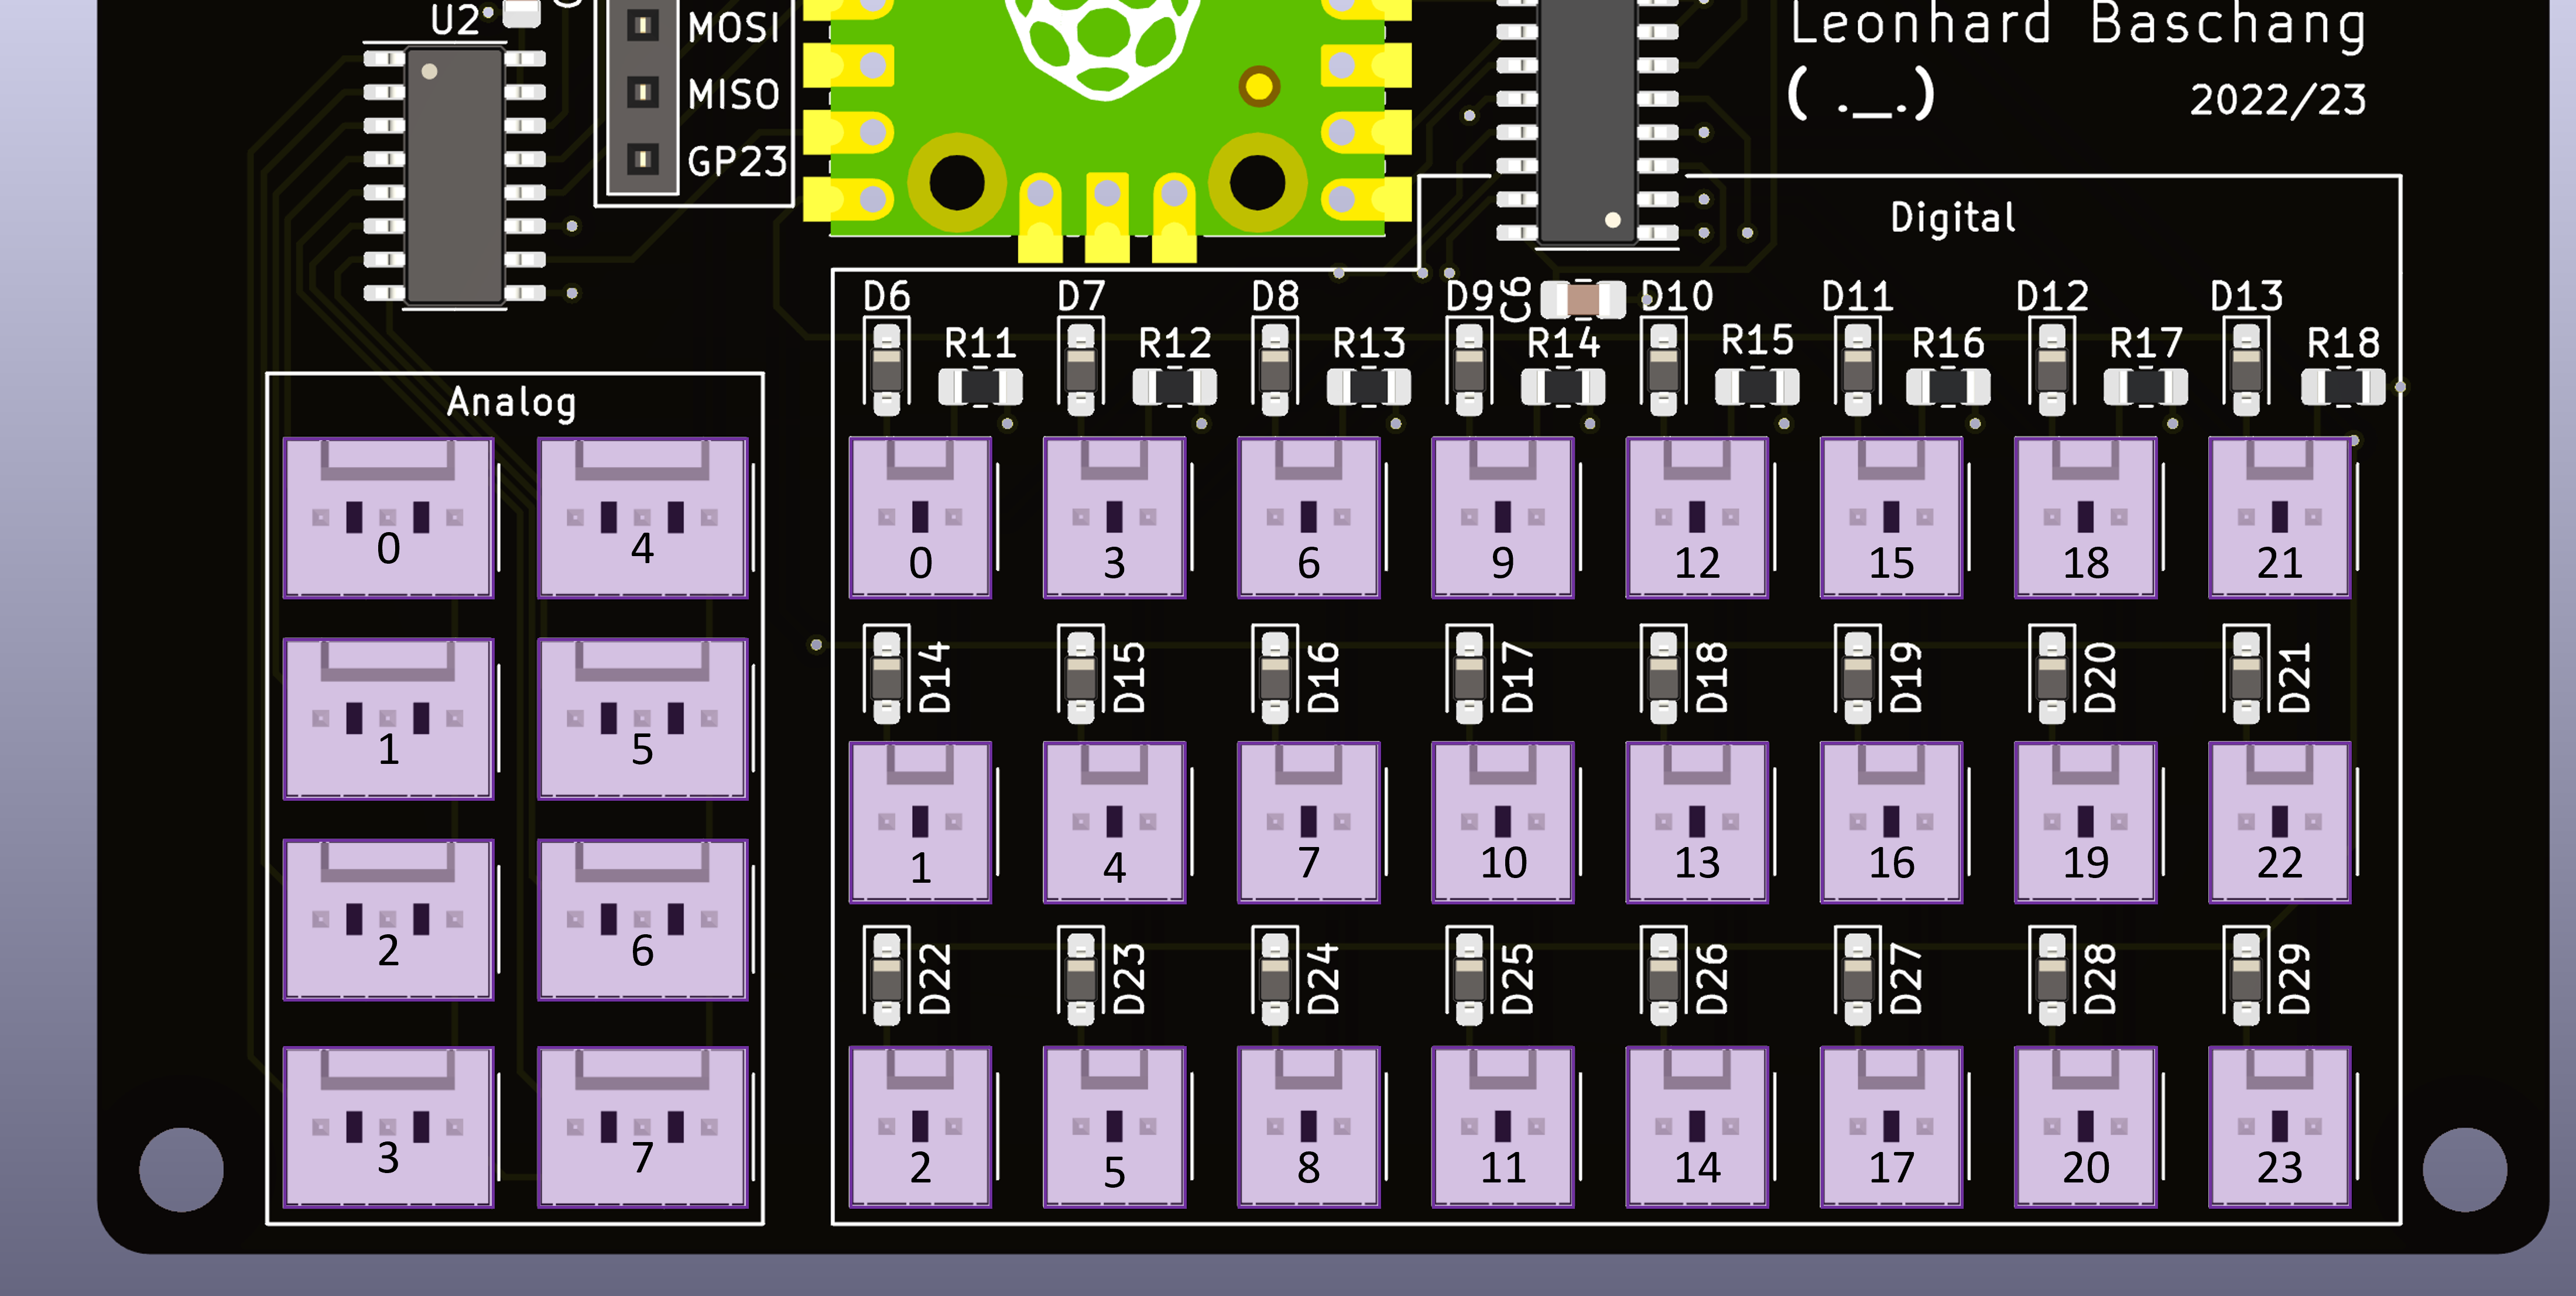 U2
MOSI
MISO
GP23
Leonhard Baschang
( ._.)
2022/23
Digital
D6
D7
D8
D9
C6
D10
D11
D12
D13
R11
R12
R13
R14
R15
R16
R17
R18
Analog
0
4
1
5
2
6
3
7
0
3
6
9
12
15
18
21
D14
D15
D16
D17
D18
D19
D20
D21
1
4
7
10
13
16
19
22
D22
D23
D24
D25
D26
D27
D28
D29
2
5
8
11
14
17
20
23